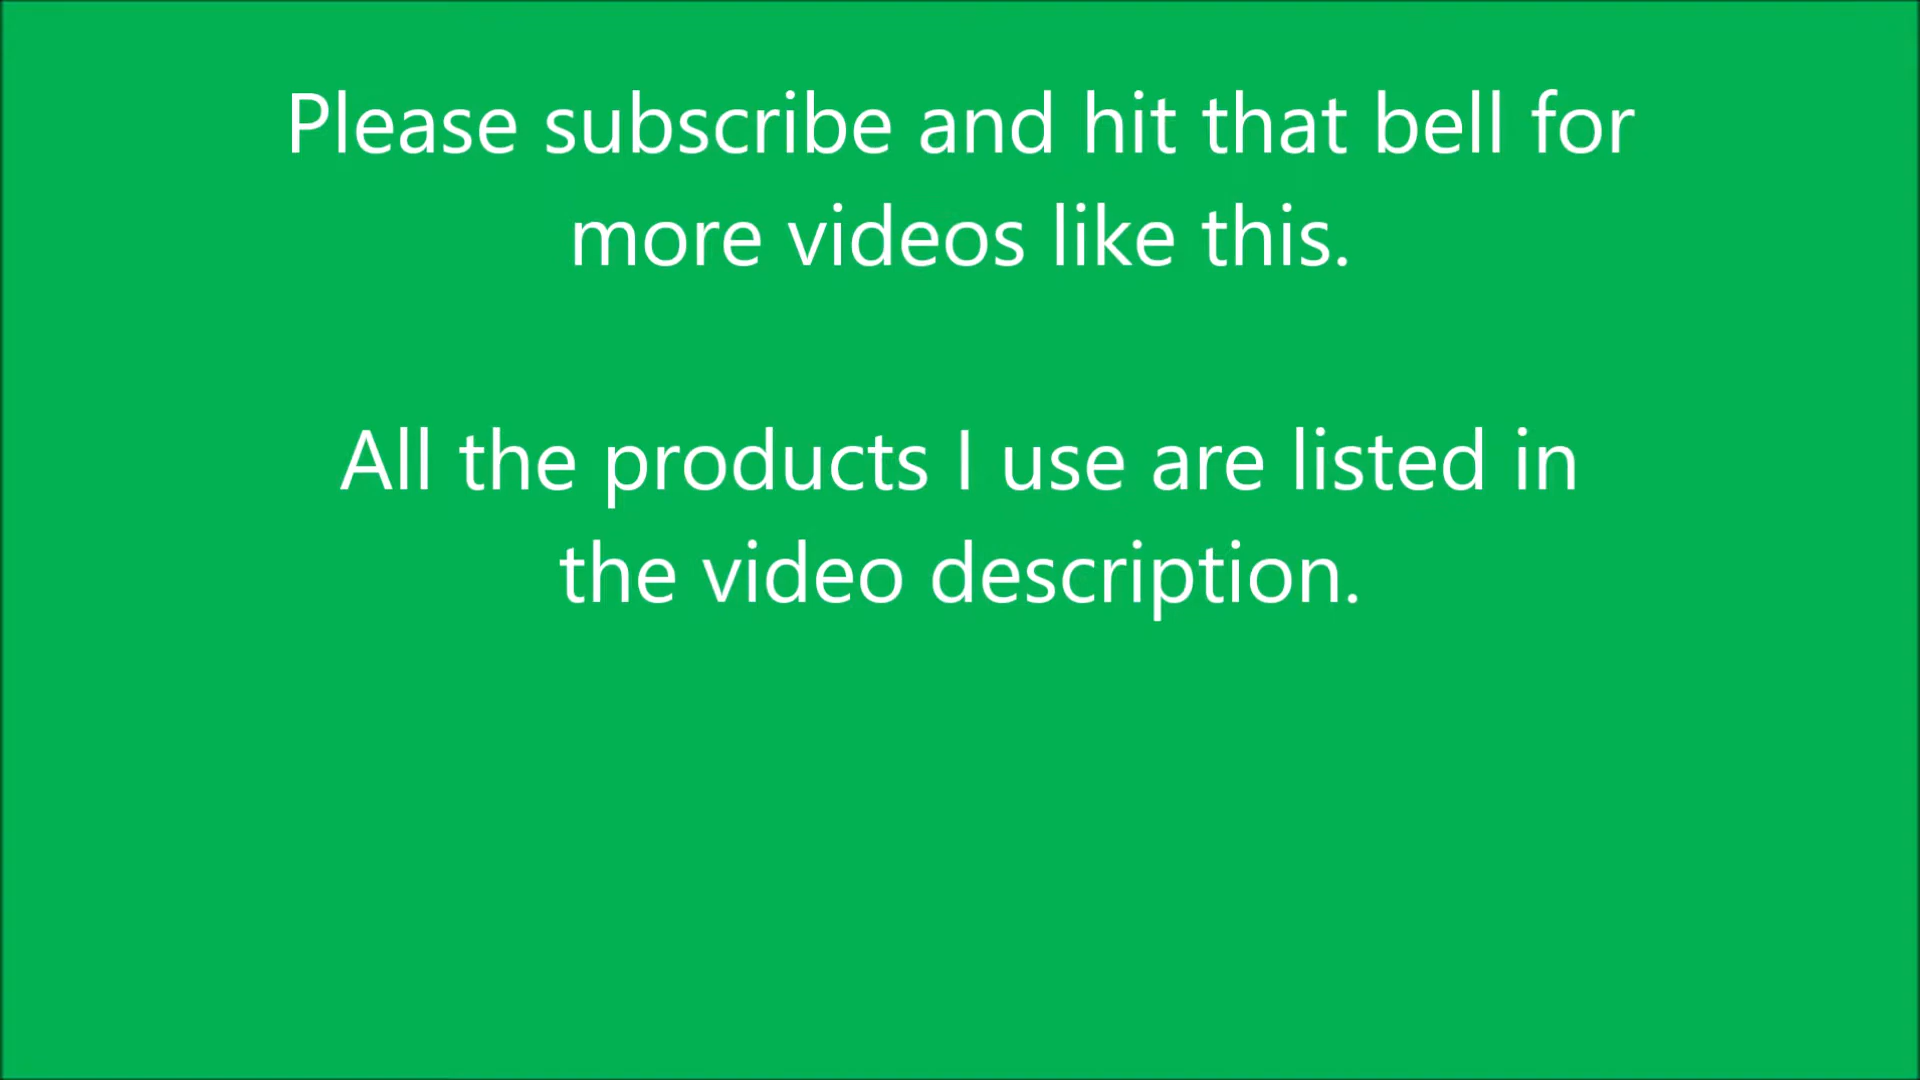 Please subscribe and hit that bell for
more videos like this.
All the products I use are listed in
the video description.